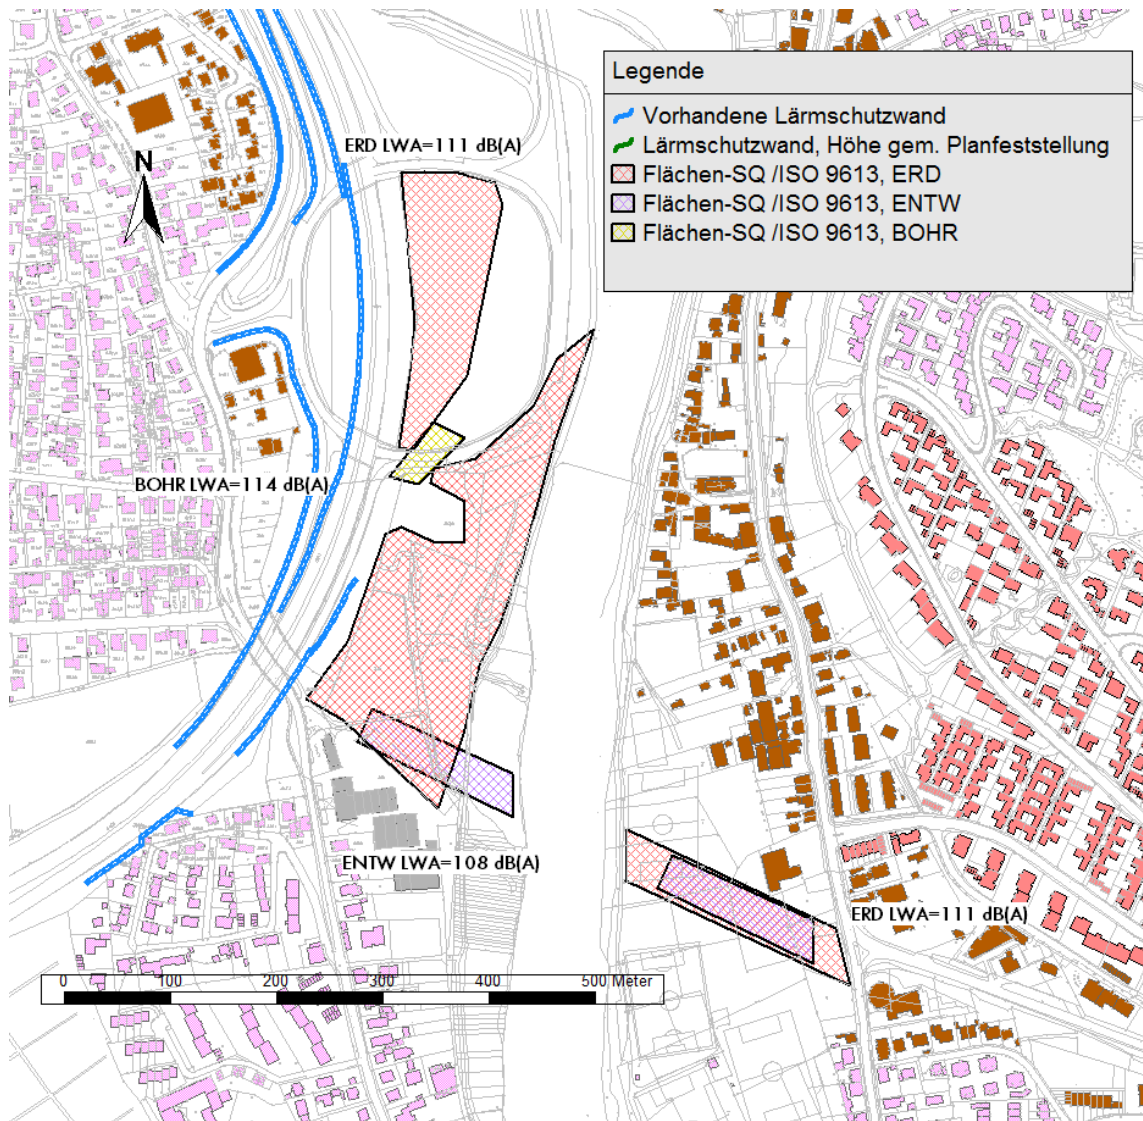 Legende
Vorhandene Lärmschutzwand
Lärmschutzwand, Höhe gem. Planfeststellung
Flächen-SQ /ISO 9613, ERD
Flächen-SQ /ISO 9613, ENTW
Flächen-SQ /ISO 9613, BOHR
ERD LWA=111 dB(A)
N
BOHR LWA=114 dB(A)
ENTW LWA=108 dB(A)
ERD LWA=111 dB(A)
0 100 200 300 400 500 Meter